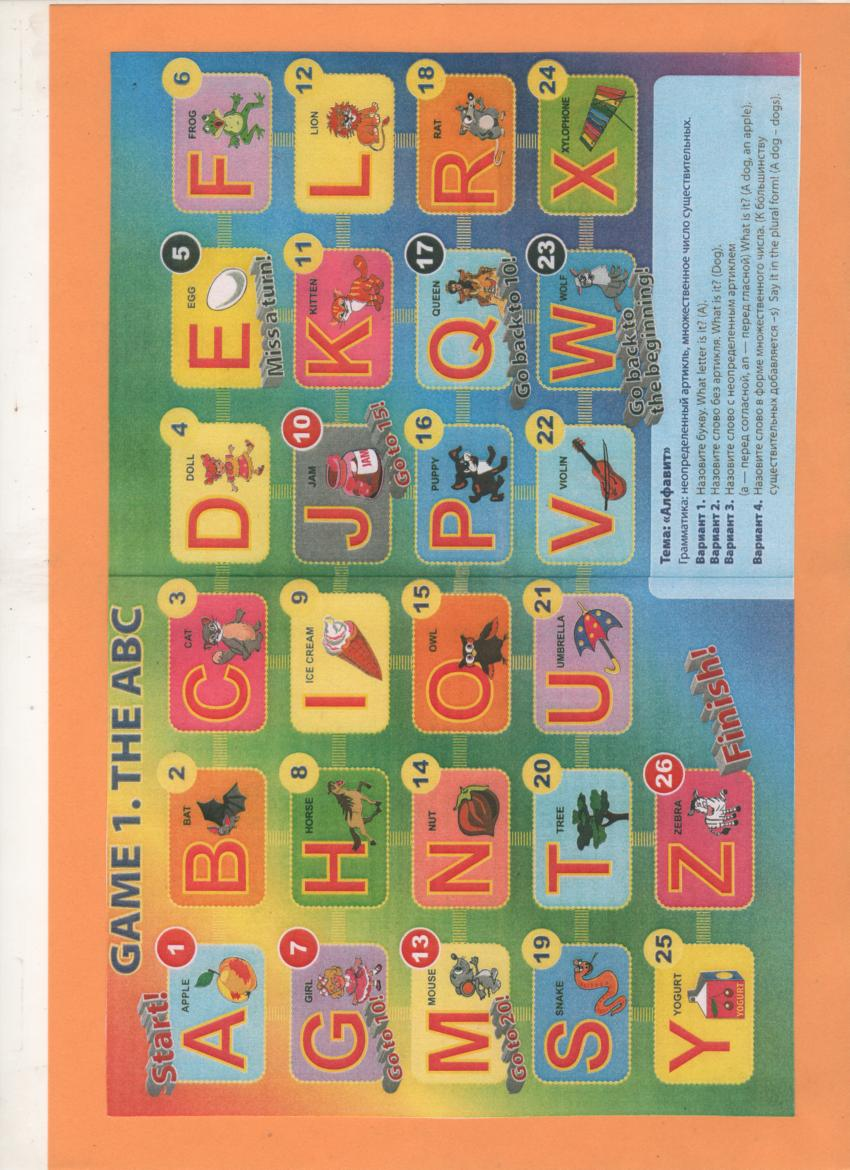 GAME 1. THE ABC
Start!
1
APPLE
A
2
BAT
B
3
CAT
C
4
DOLL
D
5
EGG
E
Miss a turn!
6
FROG
F
7
GIRL
G
Go to 10!
8
HORSE
H
9
ICE CREAM
I
10
JAM
J
JAM
Go to 15!
11
KITTEN
K
12
LION
L
13
MOUSE
M
Go to 20!
14
NUT
N
15
OWL
O
16
PUPPY
P
17
QUEEN
Q
Go back to 10!
18
RAT
R
19
SNAKE
S
20
TREE
T
21
UMBRELLA
U
22
VIOLIN
V
23
WOLF
W
Go back to
the beginning!
24
XYLOPHONE
X
25
YOGURT
Y
YOGURT
26
ZEBRA
Z
Finish!
Тема: «Алфавит»
Грамматика: неопределенный артикль, множественное число существительных.
Вариант 1. Назовите букву. What letter is it? (A).
Вариант 2. Назовите слово без артикля. What is it? (Dog).
Вариант 3. Назовите слово с неопределенным артиклем
(a — перед согласной, an — перед гласной) What is it? (A dog, an apple).
Вариант 4. Назовите слово в форме множественного числа. (К большинству
существительных добавляется –s) Say it in the plural form! (A dog – dogs).